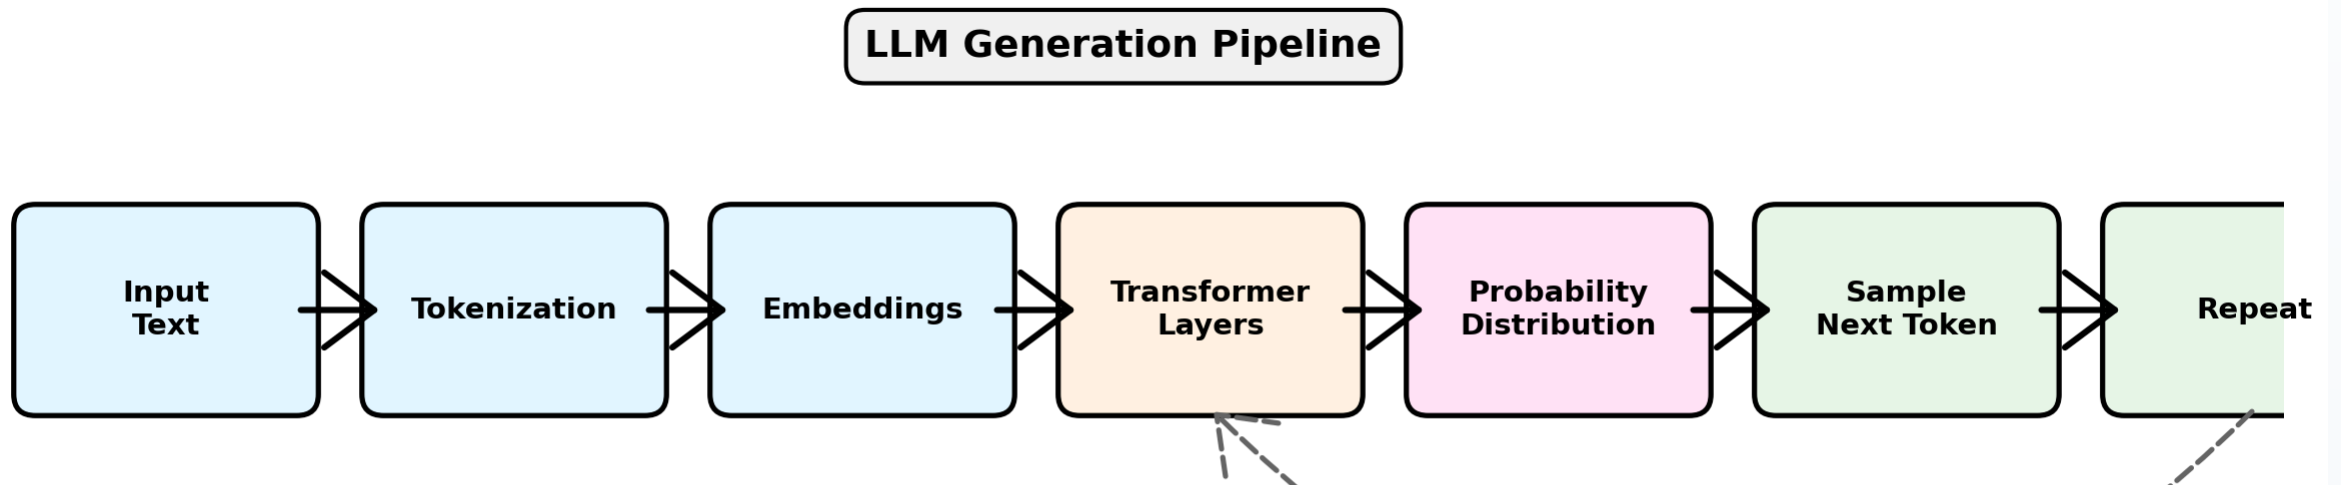 LLM Generation Pipeline
Input
Text
Tokenization
Embeddings
Transformer
Layers
Probability
Distribution
Sample
Next Token
Repeat